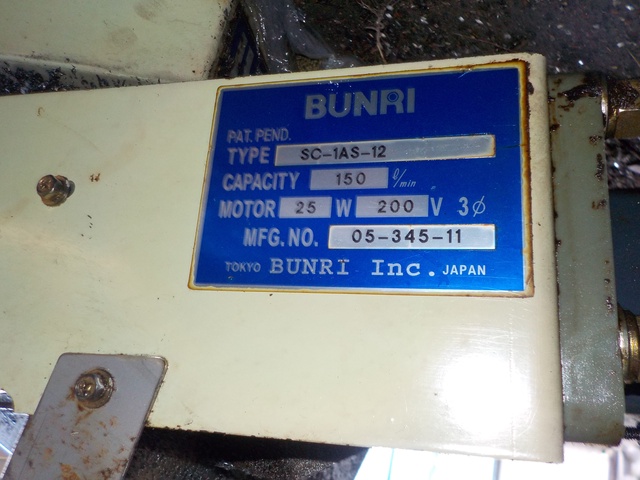 BUNRI
PAT. PEND.
TYPE SC-1AS-12
CAPACITY 150 ℓ/min
MOTOR 25 W 200 V 3φ
MFG. NO. 05-345-11
TOKYO BUNRI Inc. JAPAN